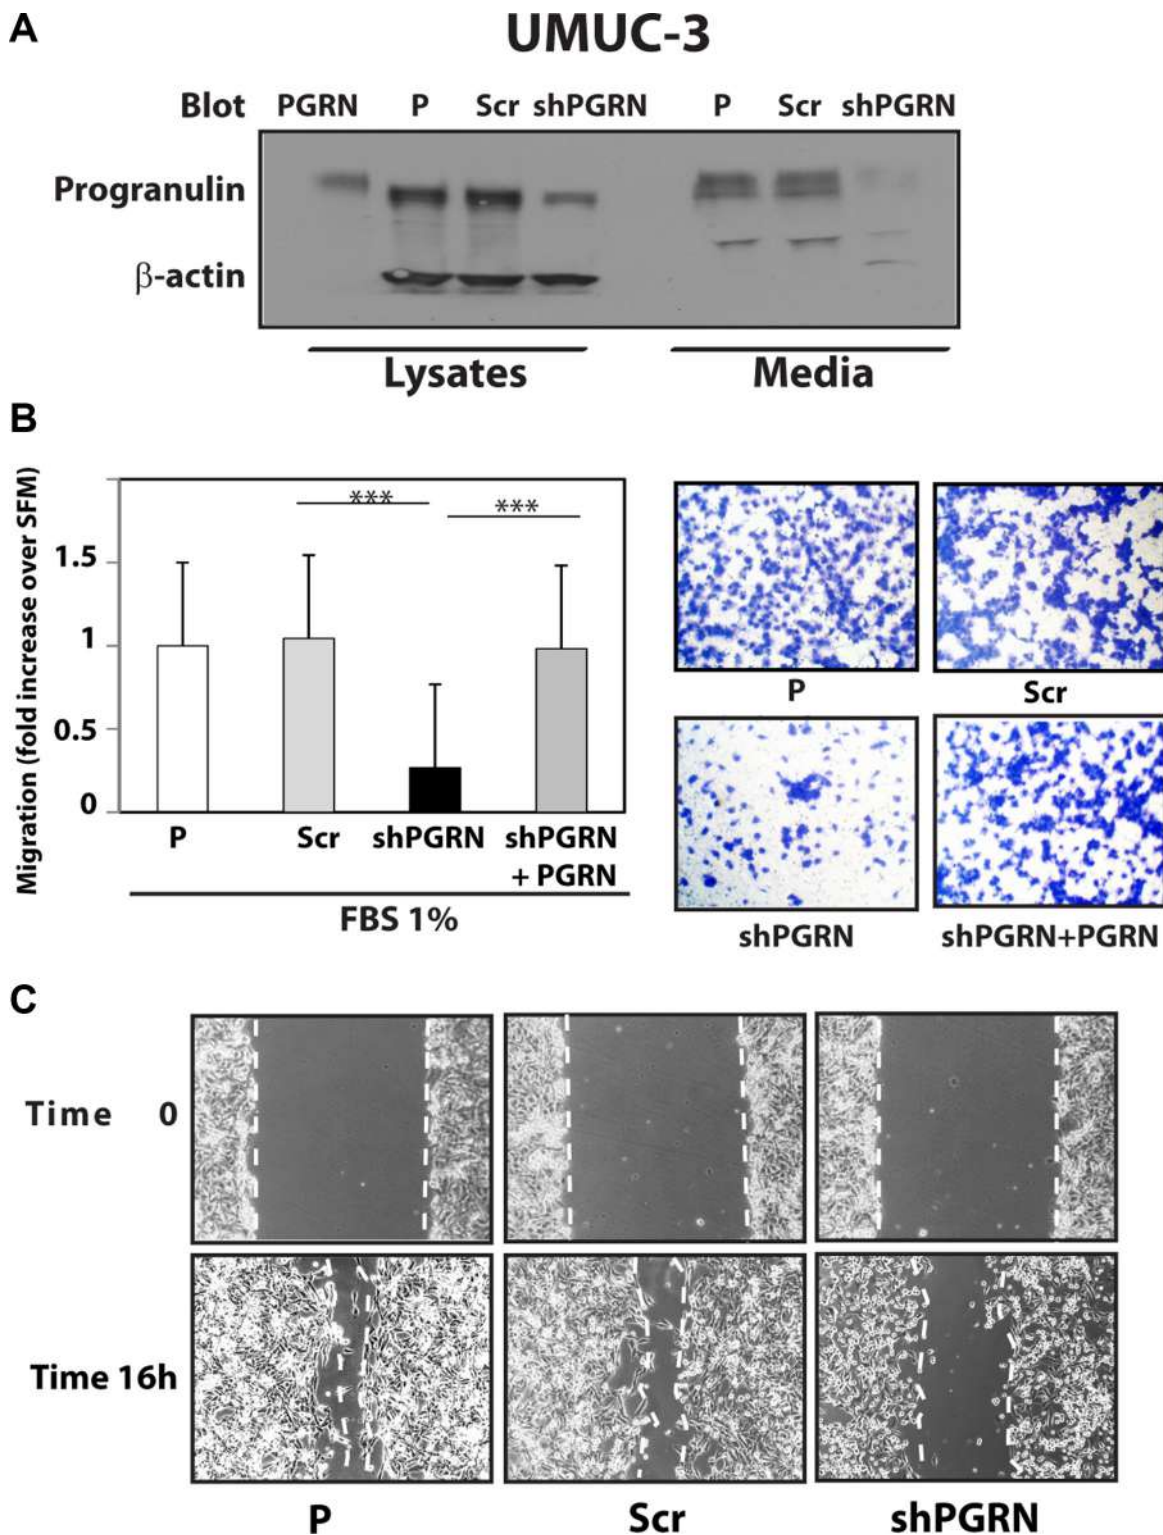 A
UMUC-3
Blot PGRN P Scr shPGRN P Scr shPGRN
Progranulin
β-actin
Lysates Media
B
Migration (fold increase over SFM)
*** ***
1.5
1
0.5
0
P Scr shPGRN shPGRN
+ PGRN
FBS 1%
P Scr
shPGRN shPGRN+PGRN
C
Time 0
Time 16h
P Scr shPGRN